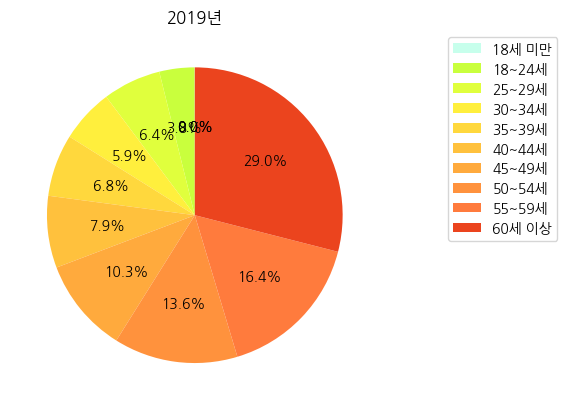 2019년
18세 미만
18~24세
25~29세
30~34세
35~39세
40~44세
45~49세
50~54세
55~59세
60세 이상
6.4%
5.9%
29.0%
6.8%
7.9%
10.3%
16.4%
13.6%